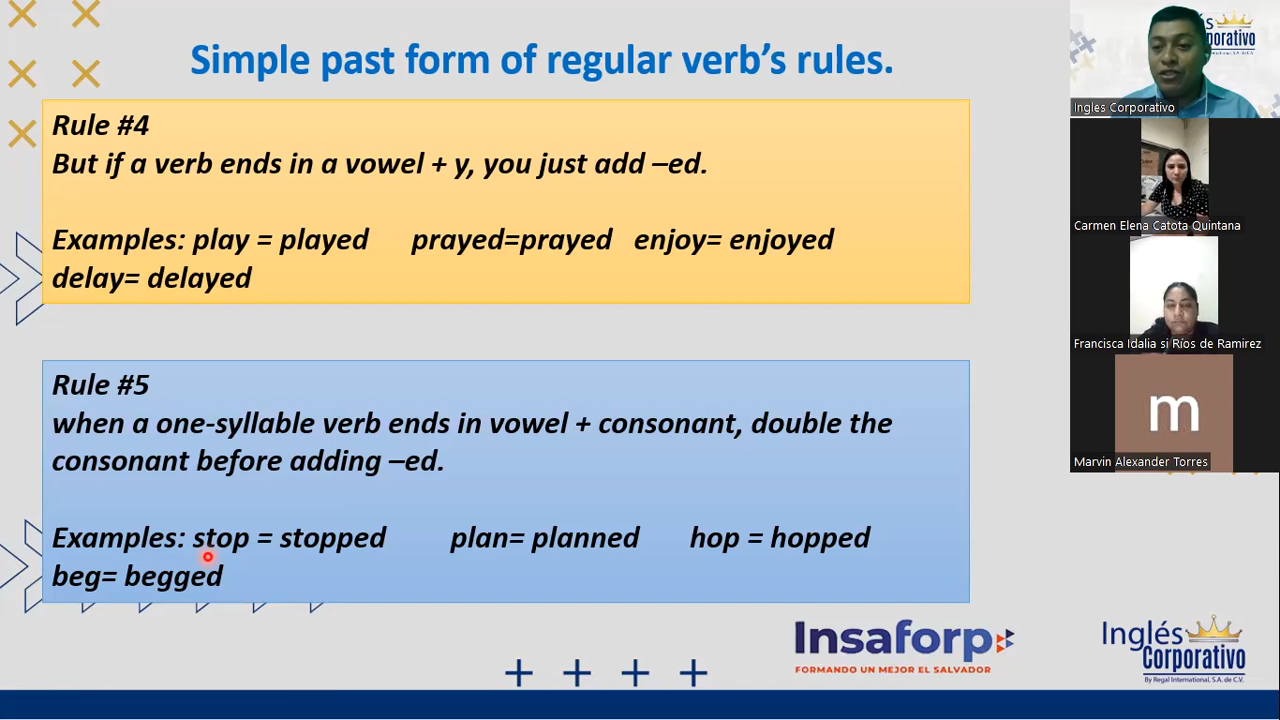 Simple past form of regular verb’s rules.
Rule #4
But if a verb ends in a vowel + y, you just add –ed.
Examples: play = played prayed=prayed enjoy= enjoyed
delay= delayed
Rule #5
when a one-syllable verb ends in vowel + consonant, double the
consonant before adding –ed.
Examples: stop = stopped plan= planned hop = hopped
beg= begged
Insaforp
FORMANDO UN MEJOR EL SALVADOR
Inglés
Corporativo
By Regal International, S.A. de C.V.
Ingles Corporativo
Carmen Elena Catota Quintana
Francisca Idalia si Ríos de Ramirez
m
Marvin Alexander Torres